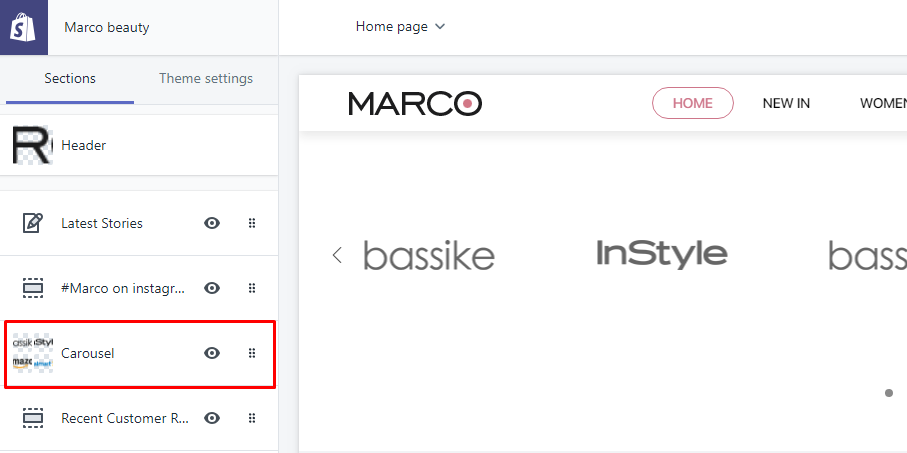 Marco beauty
Home page
Sections
Theme settings
Header
Latest Stories
#Marco on instagr...
Carousel
Recent Customer R...
MARCO
HOME
NEW IN
WOMEN
bassike
InStyle
bass